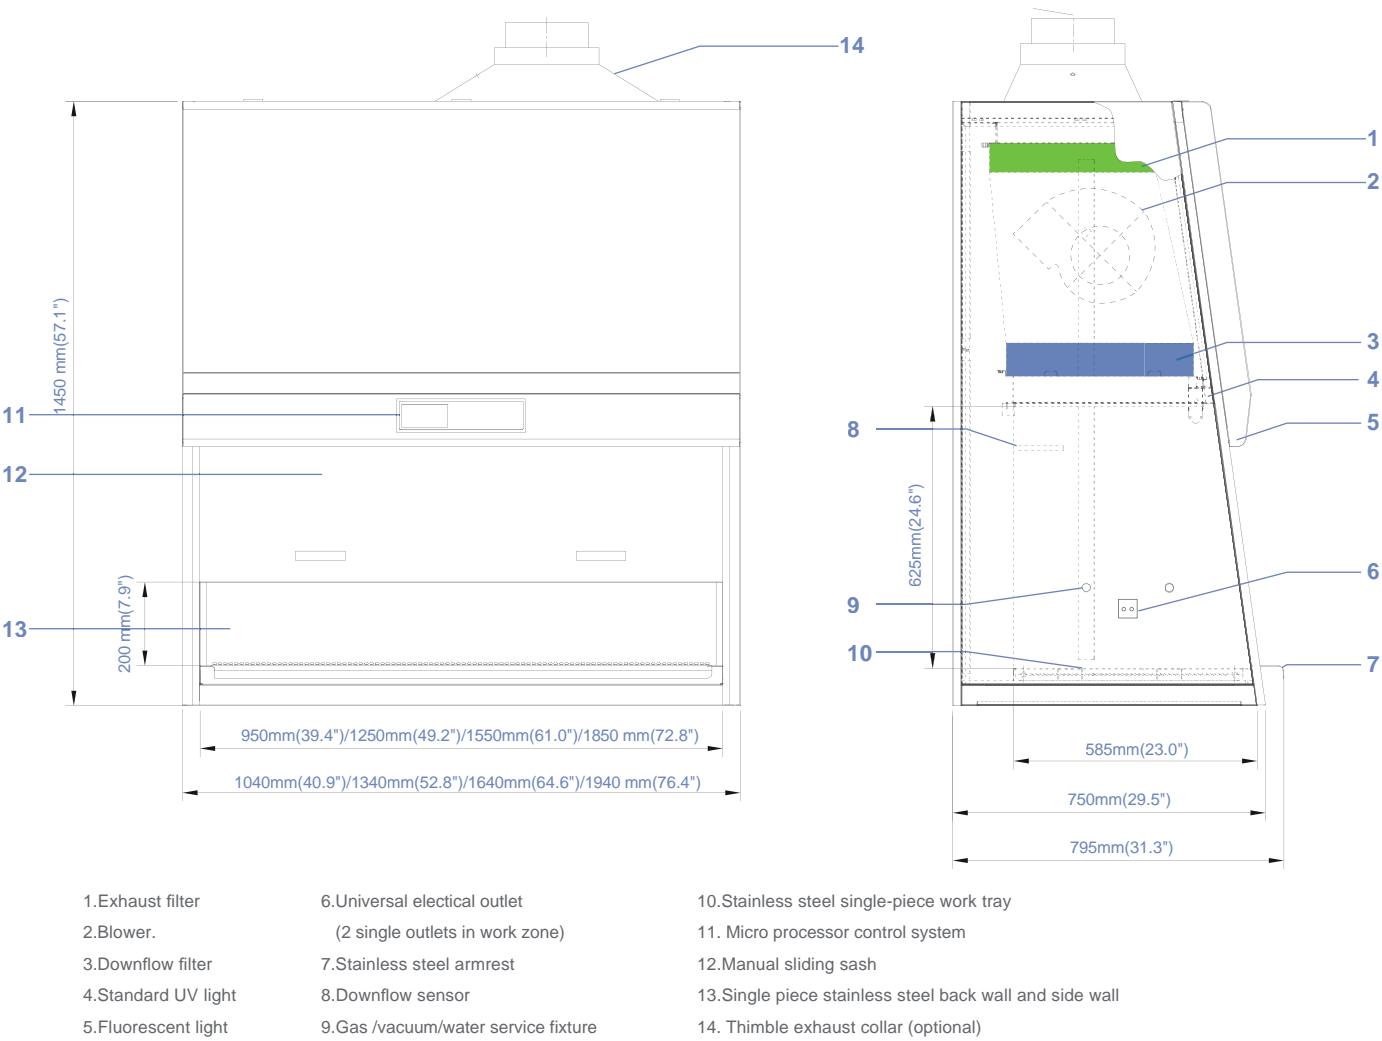 14
1450 mm(57.1")
11
12
13
200 mm(7.9")
950mm(39.4")/1250mm(49.2")/1550mm(61.0")/1850 mm(72.8")
1040mm(40.9")/1340mm(52.8")/1640mm(64.6")/1940 mm(76.4")
1
2
3
4
5
8
625mm(24.6")
6
9
10
7
585mm(23.0")
750mm(29.5")
795mm(31.3")
1.Exhaust filter
2.Blower.
3.Downflow filter
4.Standard UV light
5.Fluorescent light
6.Universal electical outlet
(2 single outlets in work zone)
7.Stainless steel armrest
8.Downflow sensor
9.Gas /vacuum/water service fixture
10.Stainless steel single-piece work tray
11. Micro processor control system
12.Manual sliding sash
13.Single piece stainless steel back wall and side wall
14. Thimble exhaust collar (optional)